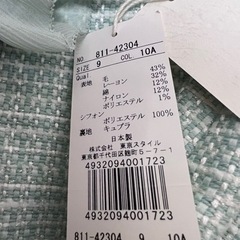 NO. 811-42304
SIZE 9 COL 10A
Qual
表地 毛 43%
レーヨン 32%
綿 12%
ナイロン 12%
ポリエステル 1%
シフォン ポリエステル 100%
裏地 キュプラ
日本製
株式会社 東京スタイル
東京都千代田区麹町5-7-1
4932094001723
4932094001723
811-42304 9 10A